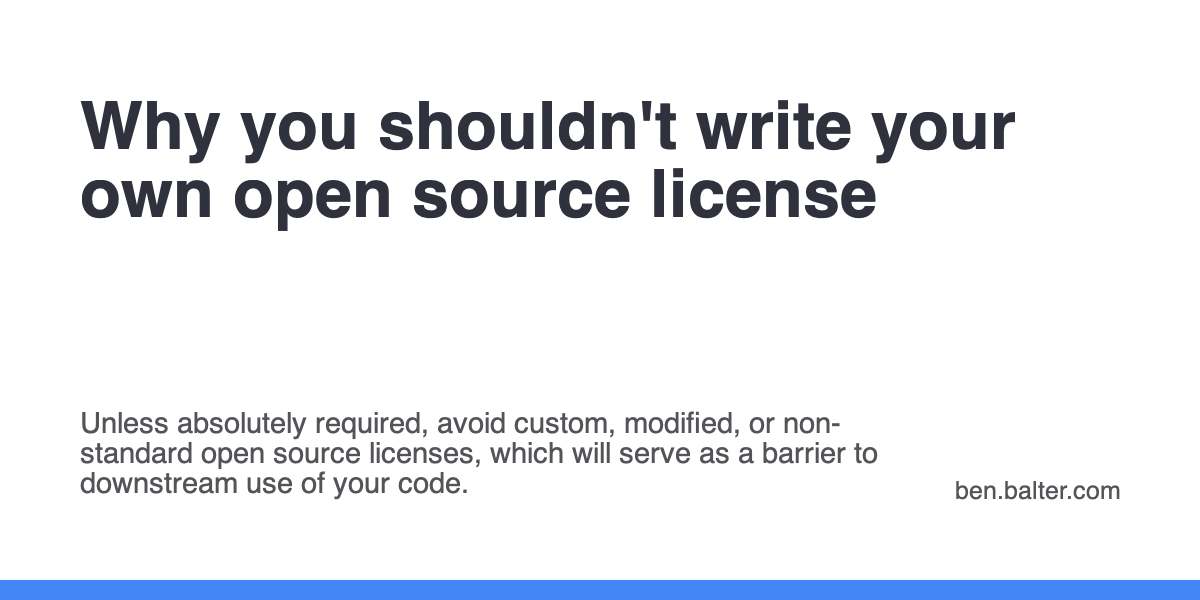 Why you shouldn't write your
own open source license
Unless absolutely required, avoid custom, modified, or non-
standard open source licenses, which will serve as a barrier to
downstream use of your code.
ben.balter.com